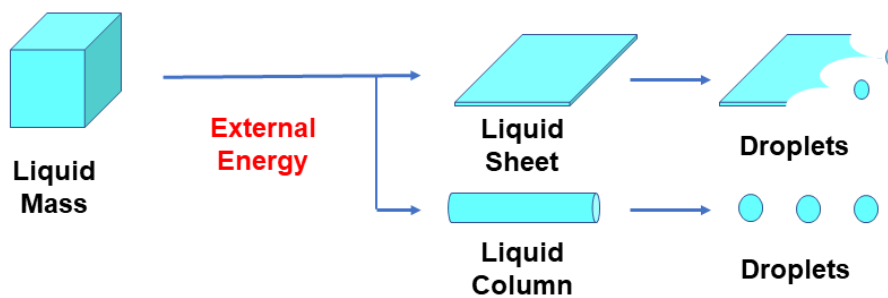 Liquid
Mass
External
Energy
Liquid
Sheet
Droplets
Liquid
Column
Droplets